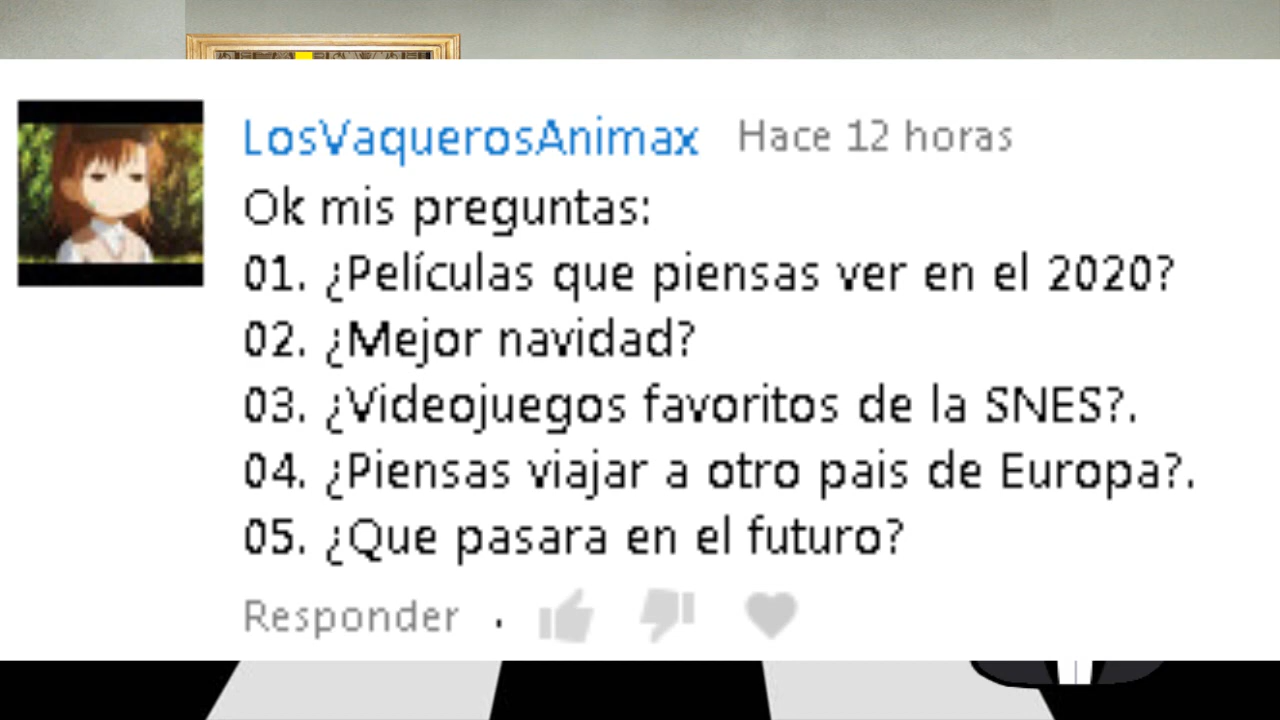 LosVaquerosAnimax Hace 12 horas
Ok mis preguntas:
01. ¿Películas que piensas ver en el 2020?
02. ¿Mejor navidad?
03. ¿Videojuegos favoritos de la SNES?.
04. ¿Piensas viajar a otro pais de Europa?.
05. ¿Que pasara en el futuro?
Responder .